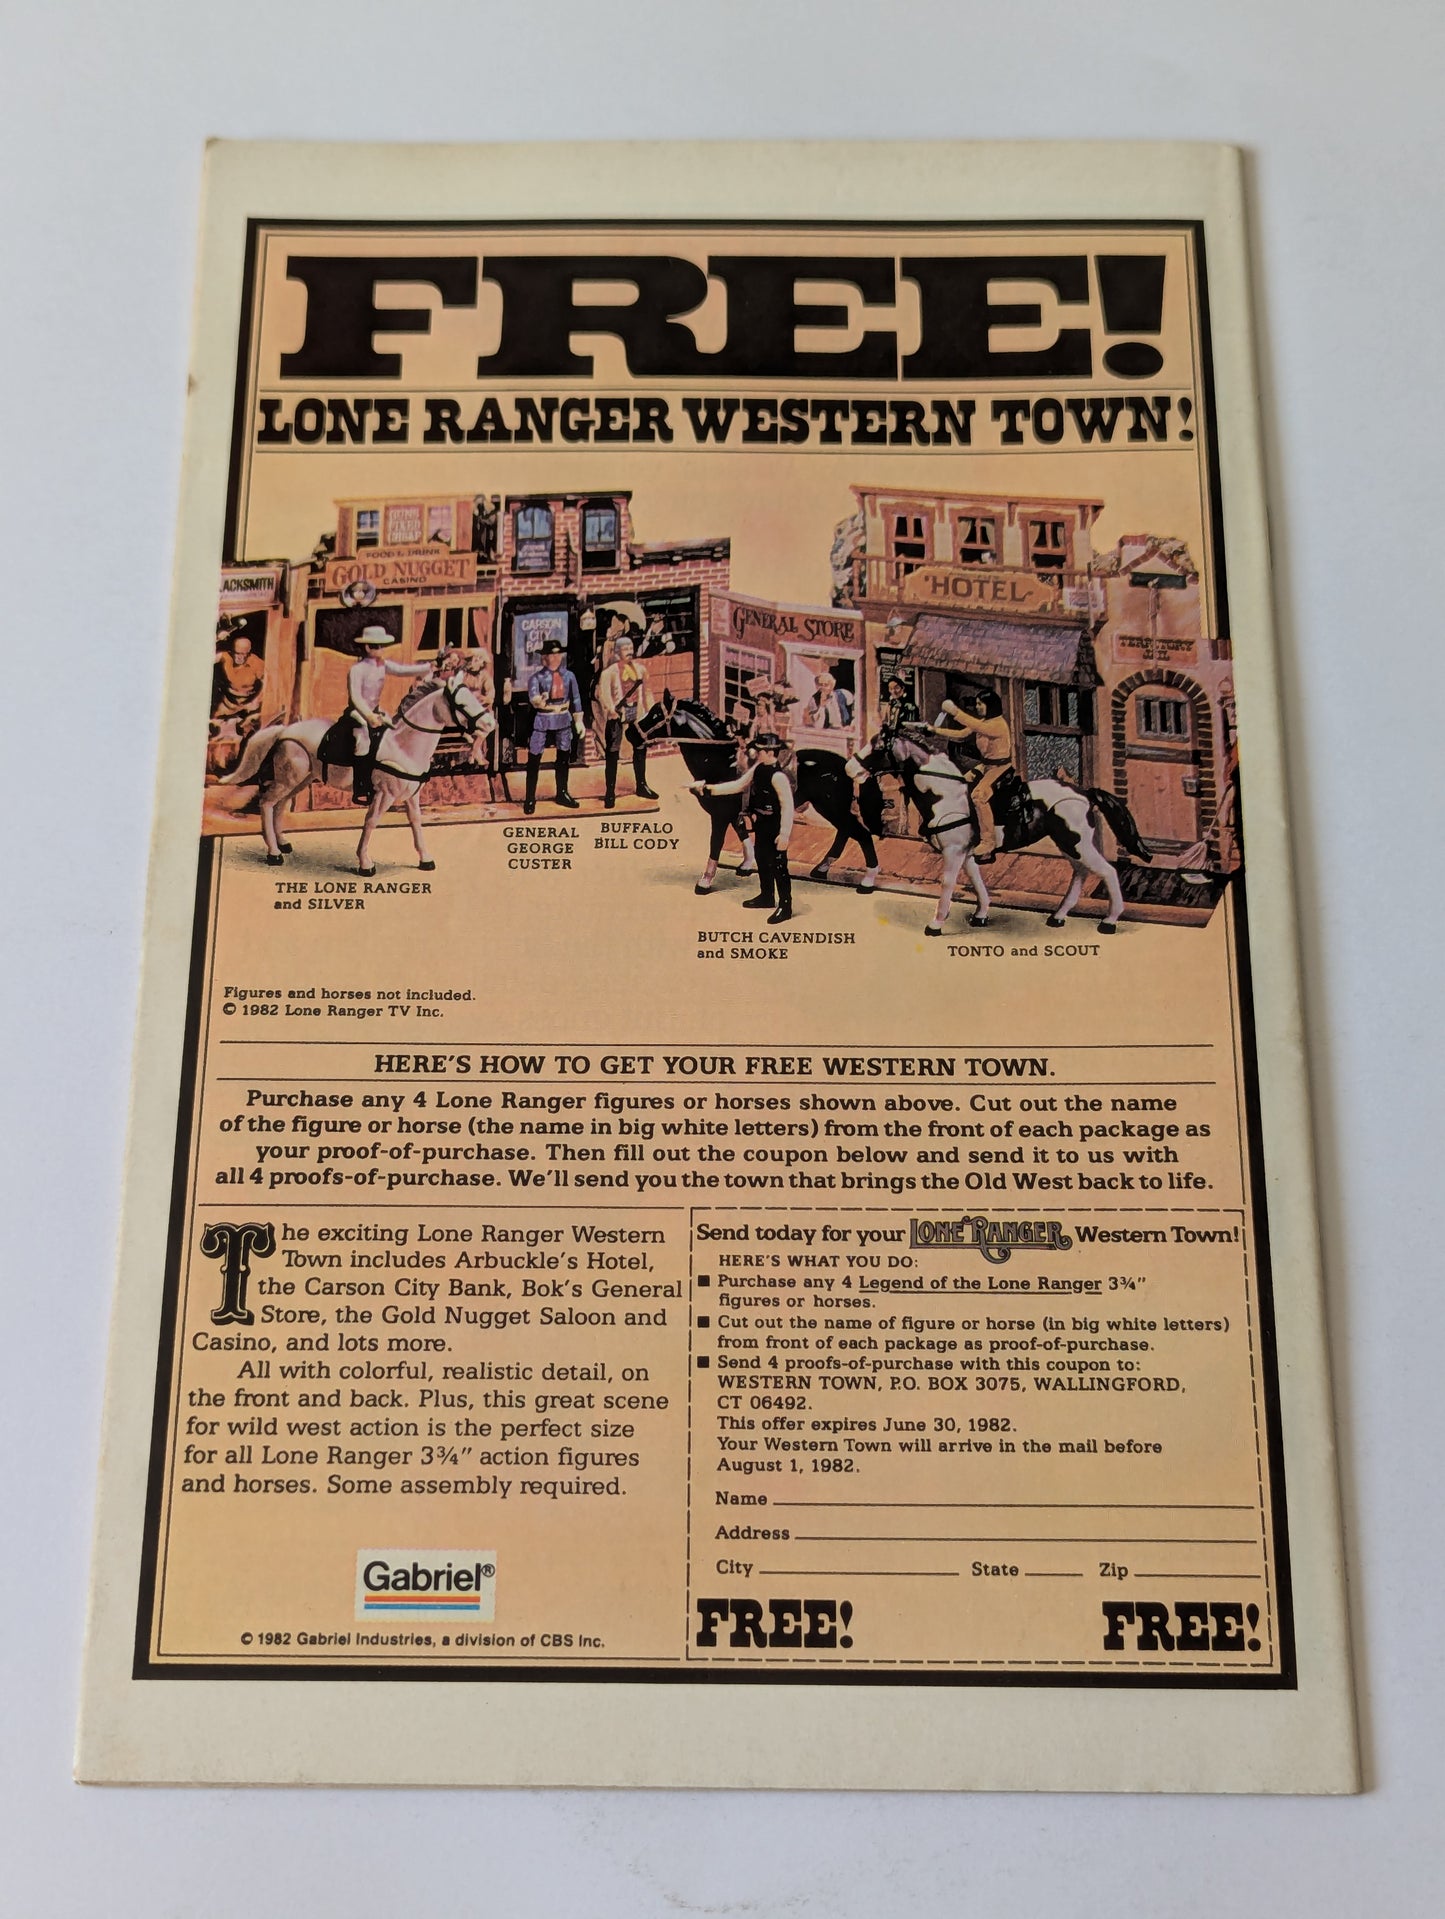 FREE!
LONE RANGER WESTERN TOWN!
GUNS
FIXED
CHEAP
FOOD & DRINK
GOLD NUGGET
CASINO
ACKSMITH
CARSON
CITY
GENERAL STORE
HOTEL
TERRITORY
JAIL
GENERAL
GEORGE
CUSTER
BUFFALO
BILL CODY
THE LONE RANGER
and SILVER
BUTCH CAVENDISH
and SMOKE
TONTO and SCOUT
Figures and horses not included.
© 1982 Lone Ranger TV Inc.
HERE'S HOW TO GET YOUR FREE WESTERN TOWN.
Purchase any 4 Lone Ranger figures or horses shown above. Cut out the name
of the figure or horse (the name in big white letters) from the front of each package as
your proof-of-purchase. Then fill out the coupon below and send it to us with
all 4 proofs-of-purchase. We'll send you the town that brings the Old West back to life.
The exciting Lone Ranger Western
Town includes Arbuckle's Hotel,
the Carson City Bank, Bok's General
Store, the Gold Nugget Saloon and
Casino, and lots more.
All with colorful, realistic detail, on
the front and back. Plus, this great scene
for wild west action is the perfect size
for all Lone Ranger 3¾" action figures
and horses. Some assembly required.
Gabriel®
© 1982 Gabriel Industries, a division of CBS Inc.
Send today for your LONE RANGER Western Town!
HERE'S WHAT YOU DO:
■ Purchase any 4 Legend of the Lone Ranger 3¾"
figures or horses.
■ Cut out the name of figure or horse (in big white letters)
from front of each package as proof-of-purchase.
■ Send 4 proofs-of-purchase with this coupon to:
WESTERN TOWN, P.O. BOX 3075, WALLINGFORD,
CT 06492.
This offer expires June 30, 1982.
Your Western Town will arrive in the mail before
August 1, 1982.
Name
Address
City State Zip
FREE! FREE!